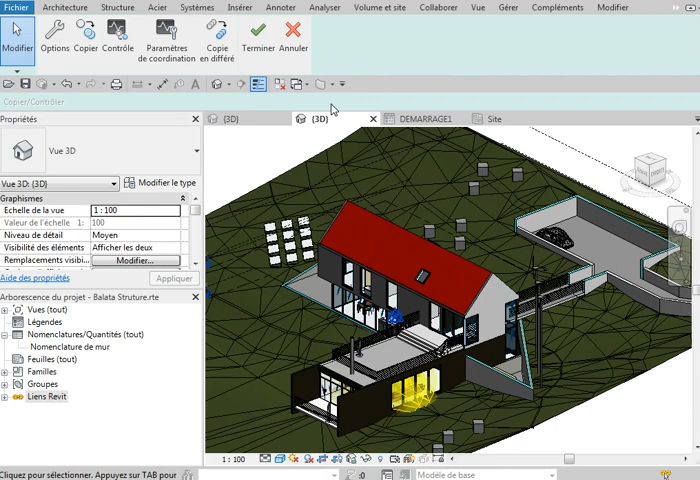 Fichier Architecture Structure Acier Systèmes Insérer Annoter Analyser Volume et site Collaborer Vue Gérer Compléments Modifier
Modifier Options Copier Contrôle Paramètres de coordination Copie en différé Terminer Annuler
Copier/Contrôler
Propriétés
{3D} {3D} DEMARRAGE1 Site
Vue 3D
Vue 3D: {3D} Modifier le type
Graphismes
Echelle de la vue 1 : 100
Valeur de l'échelle 1: 100
Niveau de détail Moyen
Visibilité des éléments Afficher les deux
Remplacements visibi... Modifier...
Aide des propriétés Appliquer
Arborescence du projet - Balata Struture.rte
Vues (tout)
Légendes
Nomenclatures/Quantités (tout)
Nomenclature de mur
Feuilles (tout)
Familles
Groupes
Liens Revit
1 : 100
Cliquez pour sélectionner. Appuyez sur TAB pour :0 Modèle de base